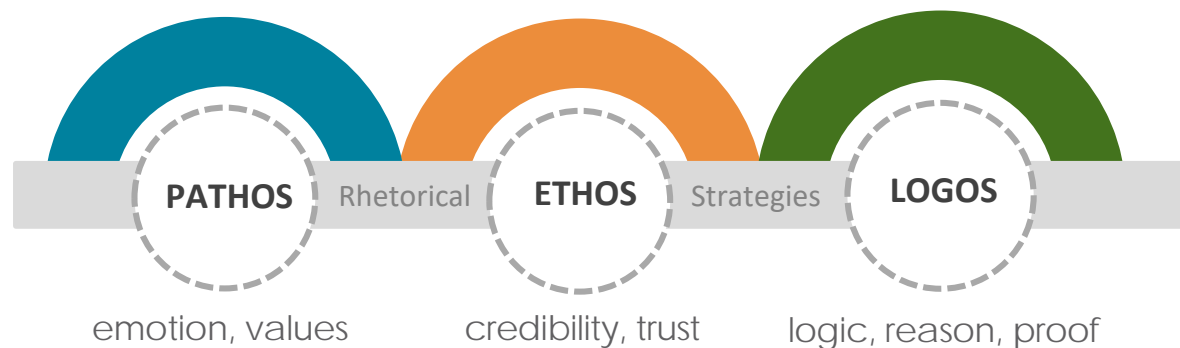 PATHOS Rhetorical ETHOS Strategies LOGOS
emotion, values credibility, trust logic, reason, proof